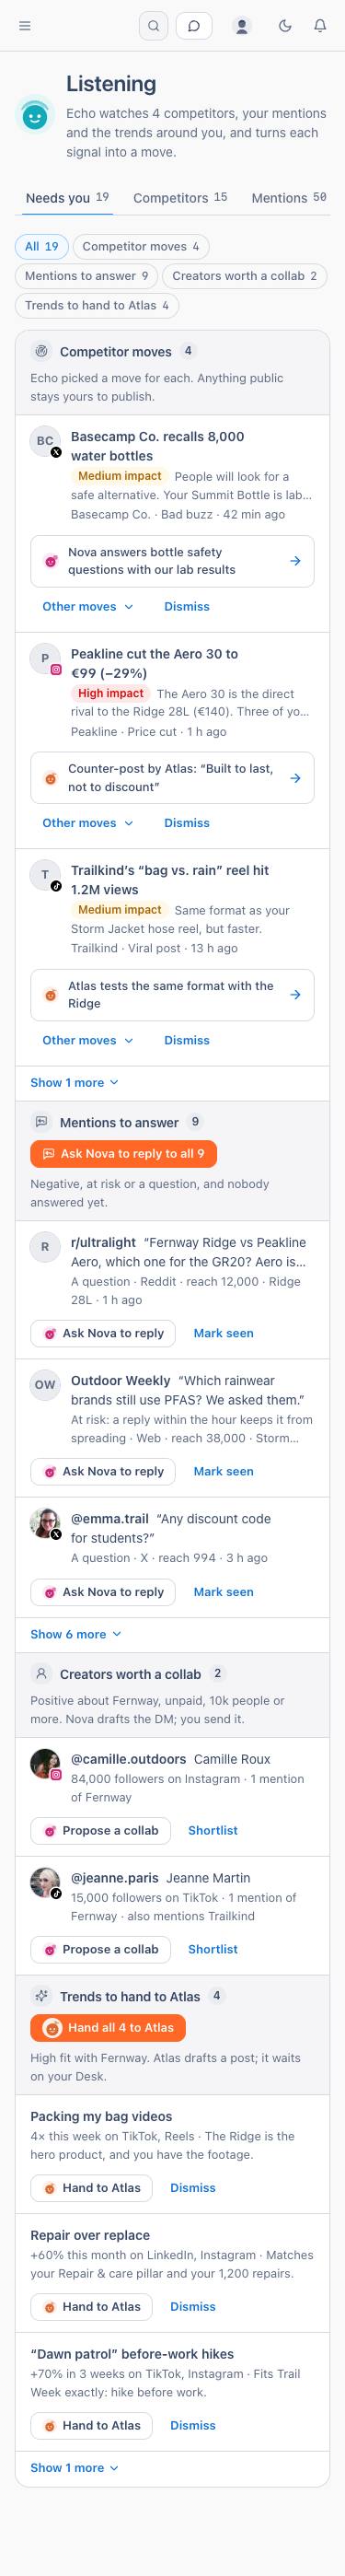 Listening
Echo watches 4 competitors, your mentions
and the trends around you, and turns each
signal into a move.
Needs you 19 Competitors 15 Mentions 50
All 19 Competitor moves 4
Mentions to answer 9 Creators worth a collab 2
Trends to hand to Atlas 4
Competitor moves 4
Echo picked a move for each. Anything public
stays yours to publish.
BC Basecamp Co. recalls 8,000
water bottles
Medium impact People will look for a
safe alternative. Your Summit Bottle is lab…
Basecamp Co. · Bad buzz · 42 min ago
Nova answers bottle safety
questions with our lab results
Other moves Dismiss
P Peakline cut the Aero 30 to
€99 (−29%)
High impact The Aero 30 is the direct
rival to the Ridge 28L (€140). Three of yo…
Peakline · Price cut · 1 h ago
Counter-post by Atlas: “Built to last,
not to discount”
Other moves Dismiss
T Trailkind’s “bag vs. rain” reel hit
1.2M views
Medium impact Same format as your
Storm Jacket hose reel, but faster.
Trailkind · Viral post · 13 h ago
Atlas tests the same format with the
Ridge
Other moves Dismiss
Show 1 more
Mentions to answer 9
Ask Nova to reply to all 9
Negative, at risk or a question, and nobody
answered yet.
R r/ultralight “Fernway Ridge vs Peakline
Aero, which one for the GR20? Aero is…
A question · Reddit · reach 12,000 · Ridge
28L · 1 h ago
Ask Nova to reply Mark seen
OW Outdoor Weekly “Which rainwear
brands still use PFAS? We asked them.”
At risk: a reply within the hour keeps it from
spreading · Web · reach 38,000 · Storm…
Ask Nova to reply Mark seen
@emma.trail “Any discount code
for students?”
A question · X · reach 994 · 3 h ago
Ask Nova to reply Mark seen
Show 6 more
Creators worth a collab 2
Positive about Fernway, unpaid, 10k people or
more. Nova drafts the DM; you send it.
@camille.outdoors Camille Roux
84,000 followers on Instagram · 1 mention
of Fernway
Propose a collab Shortlist
@jeanne.paris Jeanne Martin
15,000 followers on TikTok · 1 mention of
Fernway · also mentions Trailkind
Propose a collab Shortlist
Trends to hand to Atlas 4
Hand all 4 to Atlas
High fit with Fernway. Atlas drafts a post; it waits
on your Desk.
Packing my bag videos
4× this week on TikTok, Reels · The Ridge is the
hero product, and you have the footage.
Hand to Atlas Dismiss
Repair over replace
+60% this month on LinkedIn, Instagram · Matches
your Repair & care pillar and your 1,200 repairs.
Hand to Atlas Dismiss
“Dawn patrol” before-work hikes
+70% in 3 weeks on TikTok, Instagram · Fits Trail
Week exactly: hike before work.
Hand to Atlas Dismiss
Show 1 more